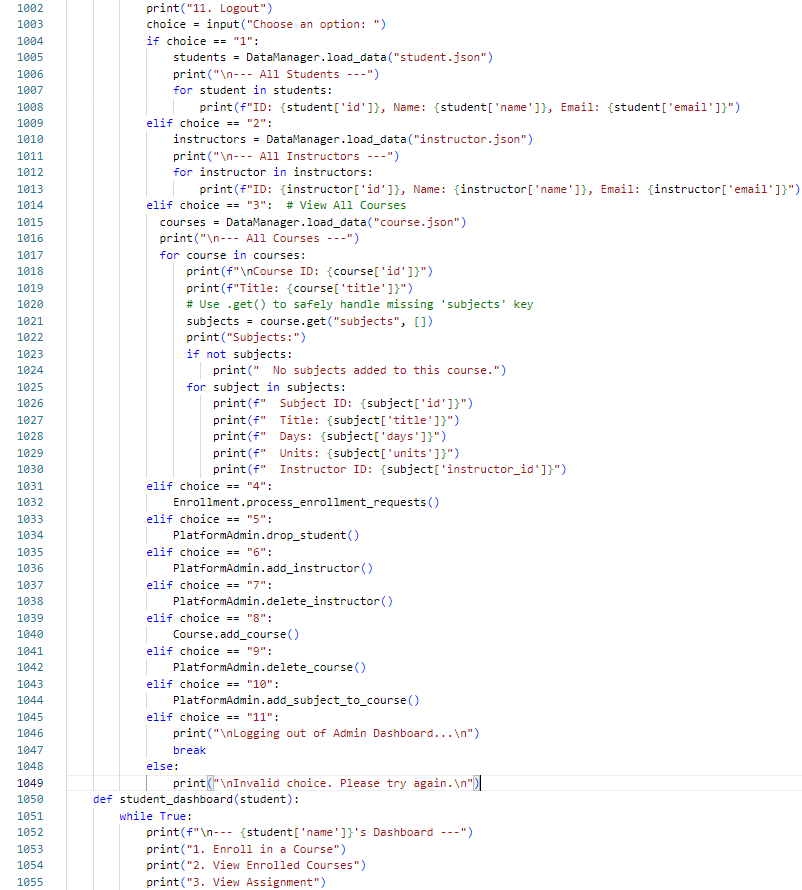 1002                print("11. Logout")
1003                choice = input("Choose an option: ")
1004                if choice == "1":
1005                    students = DataManager.load_data("student.json")
1006                    print("\n--- All Students ---")
1007                    for student in students:
1008                        print(f"ID: {student['id']}, Name: {student['name']}, Email: {student['email']}")
1009                elif choice == "2":
1010                    instructors = DataManager.load_data("instructor.json")
1011                    print("\n--- All Instructors ---")
1012                    for instructor in instructors:
1013                        print(f"ID: {instructor['id']}, Name: {instructor['name']}, Email: {instructor['email']}")
1014                elif choice == "3":  # View All Courses
1015                  courses = DataManager.load_data("course.json")
1016                  print("\n--- All Courses ---")
1017                  for course in courses:
1018                      print(f"\nCourse ID: {course['id']}")
1019                      print(f"Title: {course['title']}")
1020                      # Use .get() to safely handle missing 'subjects' key
1021                      subjects = course.get("subjects", [])
1022                      print("Subjects:")
1023                      if not subjects:
1024                          print("  No subjects added to this course.")
1025                      for subject in subjects:
1026                          print(f"  Subject ID: {subject['id']}")
1027                          print(f"  Title: {subject['title']}")
1028                          print(f"  Days: {subject['days']}")
1029                          print(f"  Units: {subject['units']}")
1030                          print(f"  Instructor ID: {subject['instructor_id']}")
1031                elif choice == "4":
1032                    Enrollment.process_enrollment_requests()
1033                elif choice == "5":
1034                    PlatformAdmin.drop_student()
1035                elif choice == "6":
1036                    PlatformAdmin.add_instructor()
1037                elif choice == "7":
1038                    PlatformAdmin.delete_instructor()
1039                elif choice == "8":
1040                    Course.add_course()
1041                elif choice == "9":
1042                    PlatformAdmin.delete_course()
1043                elif choice == "10":
1044                    PlatformAdmin.add_subject_to_course()
1045                elif choice == "11":
1046                    print("\nLogging out of Admin Dashboard...\n")
1047                    break
1048                else:
1049                    print("\nInvalid choice. Please try again.\n")
1050        def student_dashboard(student):
1051            while True:
1052                print(f"\n--- {student['name']}'s Dashboard ---")
1053                print("1. Enroll in a Course")
1054                print("2. View Enrolled Courses")
1055                print("3. View Assignment")